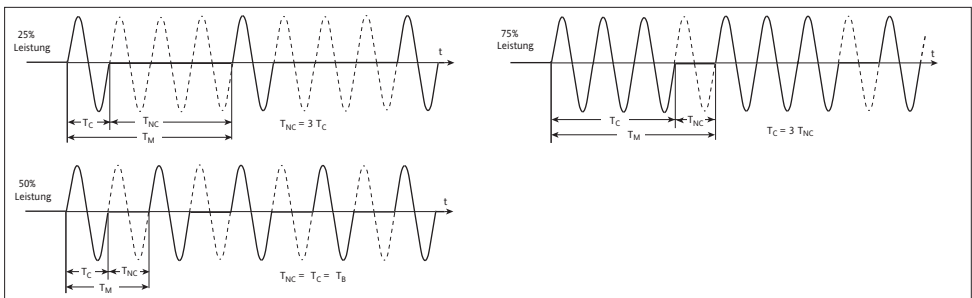 25%
Leistung
t
T_C
T_NC
T_M
T_NC = 3 T_C
75%
Leistung
t
T_C
T_NC
T_M
T_C = 3 T_NC
50%
Leistung
t
T_C
T_NC
T_M
T_NC = T_C = T_B